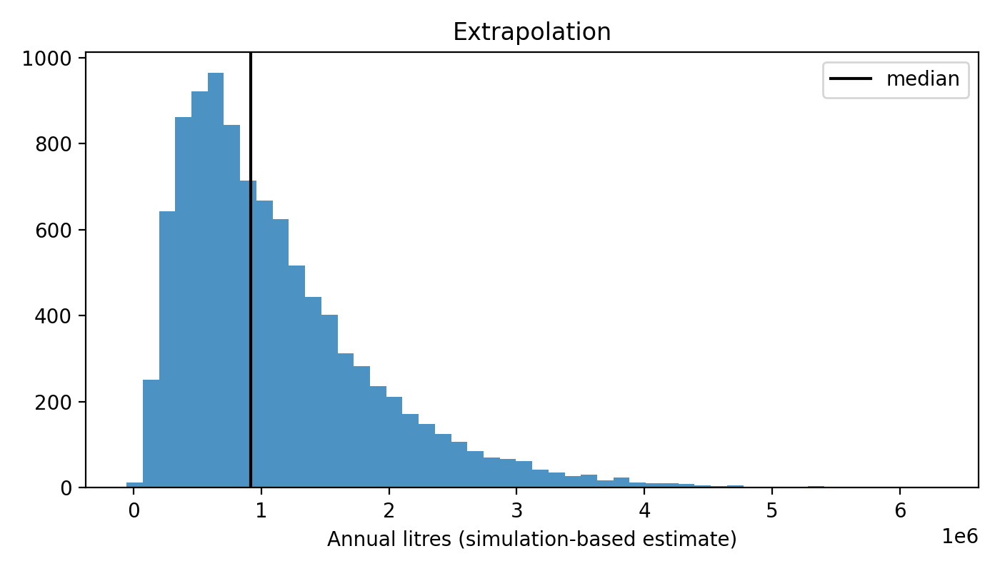 Extrapolation
1000
800
600
400
200
0
median
0 1 2 3 4 5 6
1e6
Annual litres (simulation-based estimate)